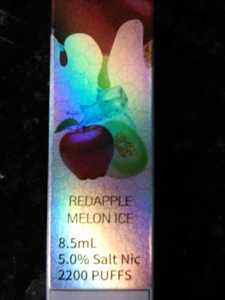 REDAPPLE
MELON ICE
8.5mL
5.0% Salt Nic
2200 PUFFS